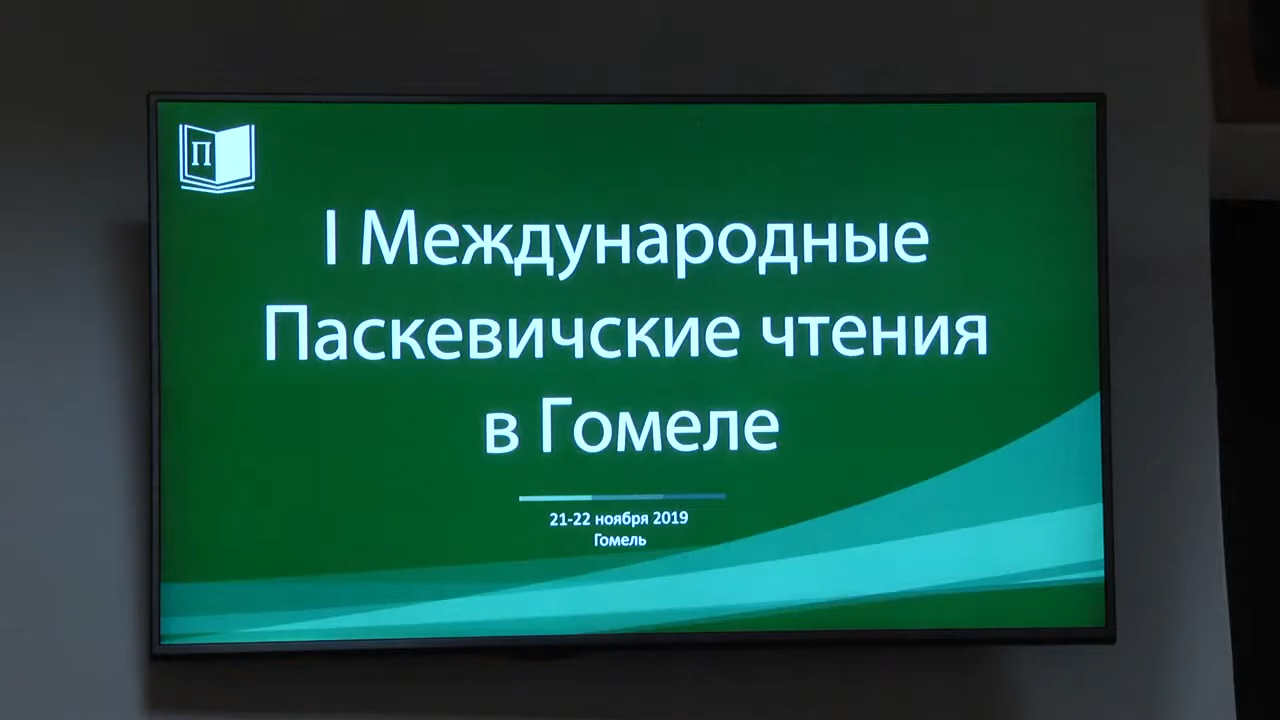 П
I Международные
Паскевичские чтения
в Гомеле
21-22 ноября 2019
Гомель